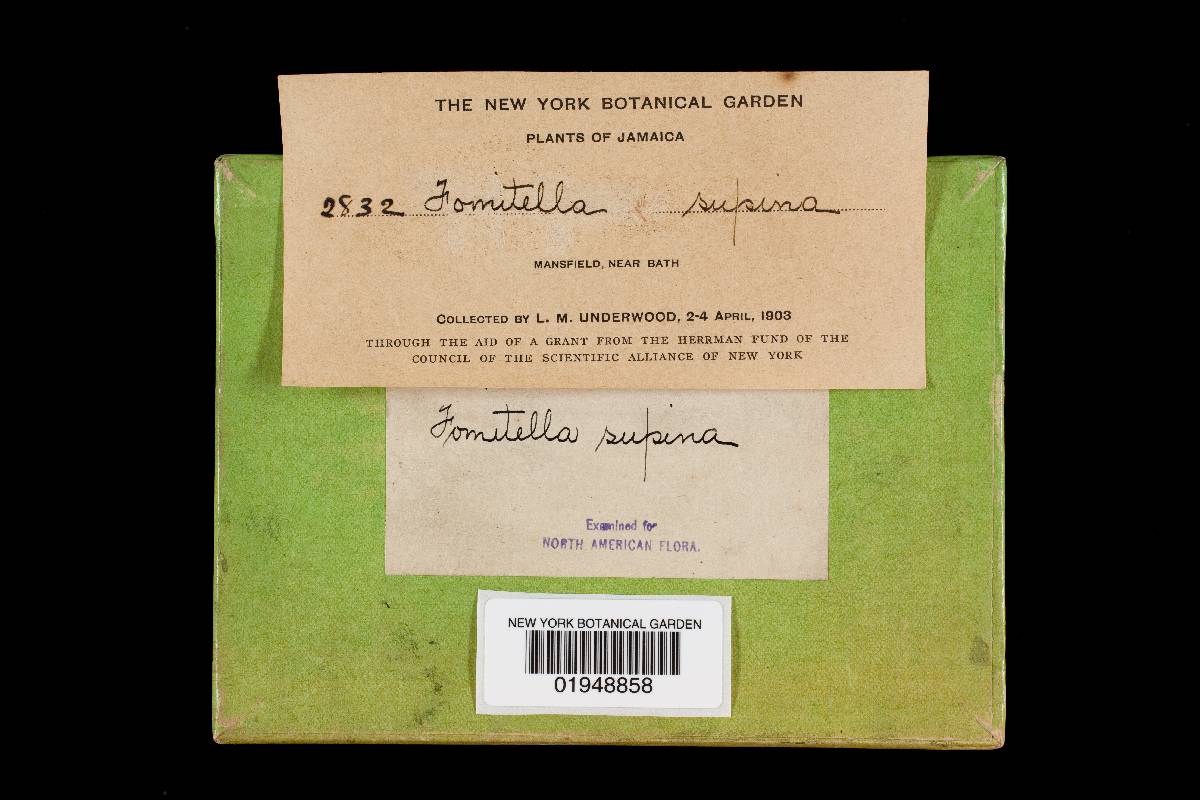 THE NEW YORK BOTANICAL GARDEN
PLANTS OF JAMAICA
2832 Fomitella supina
MANSFIELD, NEAR BATH
COLLECTED BY L. M. UNDERWOOD, 2-4 APRIL, 1903
THROUGH THE AID OF A GRANT FROM THE HERRMAN FUND OF THE
COUNCIL OF THE SCIENTIFIC ALLIANCE OF NEW YORK
Fomitella supina
Examined for
NORTH AMERICAN FLORA.
NEW YORK BOTANICAL GARDEN
01948858